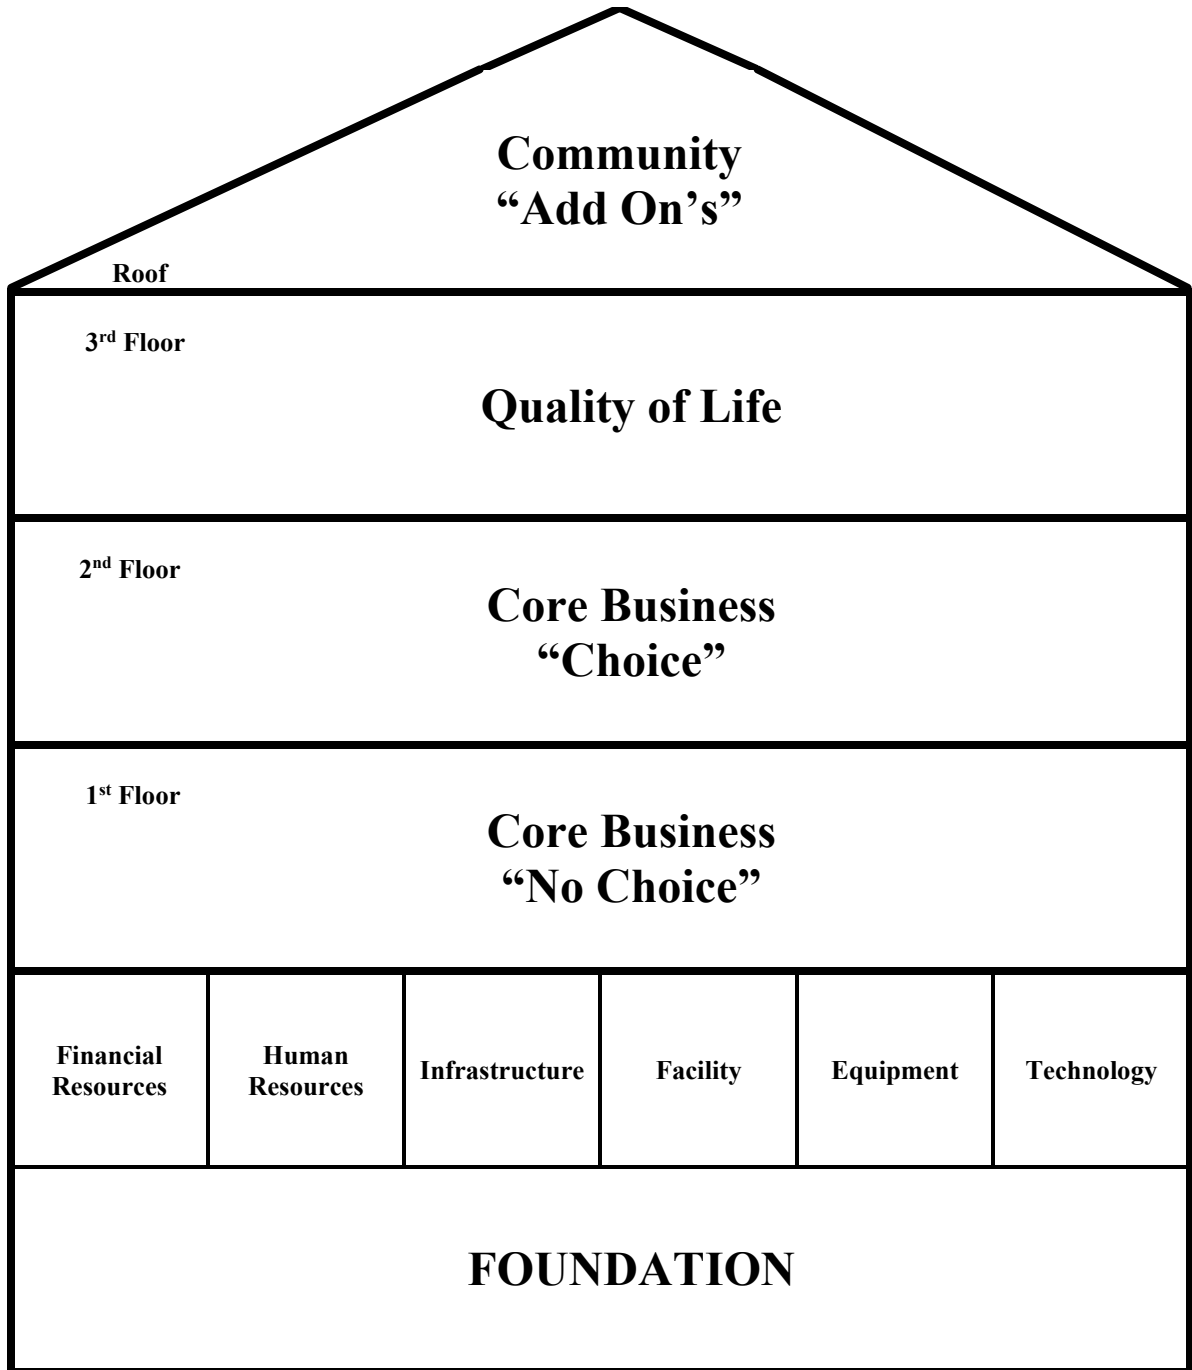 Community
“Add On’s”
Roof
3rd Floor
Quality of Life
2nd Floor
Core Business
“Choice”
1st Floor
Core Business
“No Choice”
Financial
Resources
Human
Resources
Infrastructure
Facility
Equipment
Technology
FOUNDATION